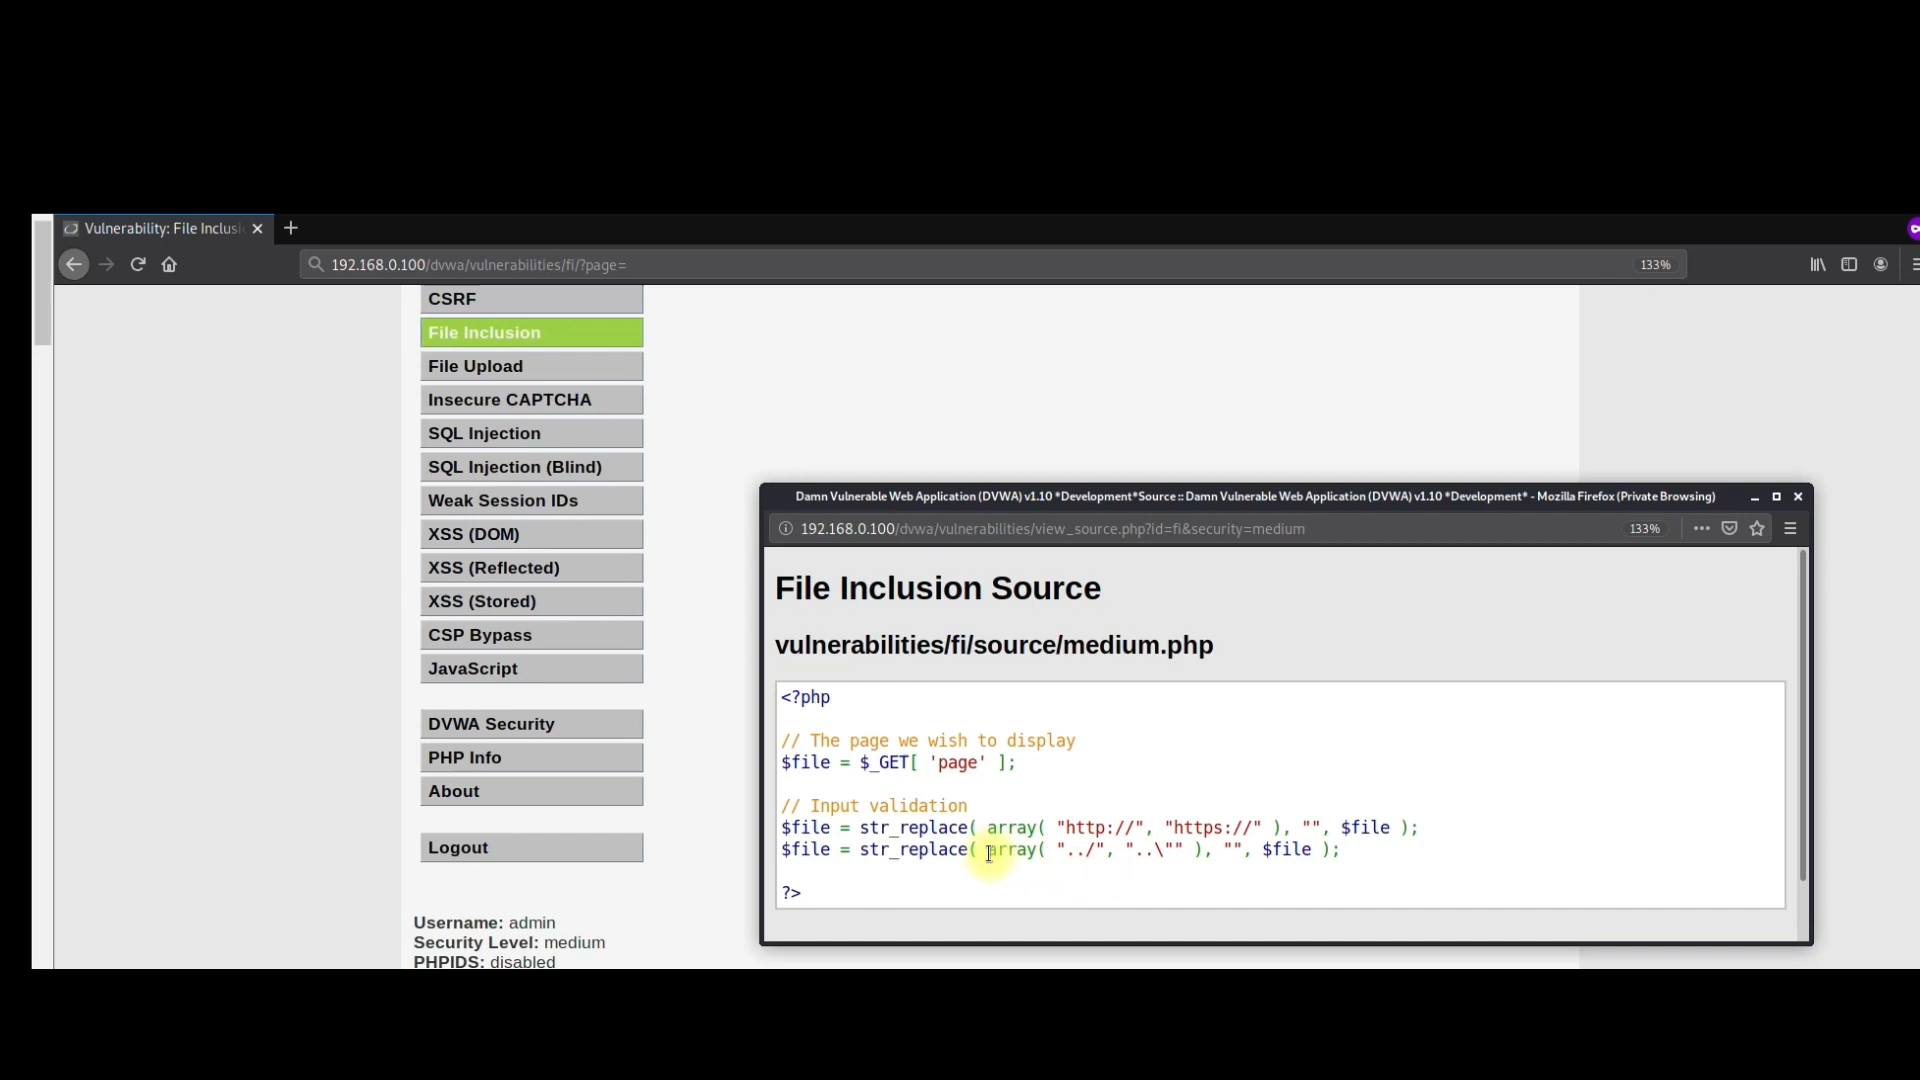 Vulnerability: File Inclusi
192.168.0.100/dvwa/vulnerabilities/fi/?page=
133%
CSRF
File Inclusion
File Upload
Insecure CAPTCHA
SQL Injection
SQL Injection (Blind)
Weak Session IDs
XSS (DOM)
XSS (Reflected)
XSS (Stored)
CSP Bypass
JavaScript
DVWA Security
PHP Info
About
Logout
Username: admin
Security Level: medium
PHPIDS: disabled
Damn Vulnerable Web Application (DVWA) v1.10 *Development*Source :: Damn Vulnerable Web Application (DVWA) v1.10 *Development* - Mozilla Firefox (Private Browsing)
192.168.0.100/dvwa/vulnerabilities/view_source.php?id=fi&security=medium
133%
File Inclusion Source
vulnerabilities/fi/source/medium.php
<?php
// The page we wish to display
$file = $_GET[ 'page' ];
// Input validation
$file = str_replace( array( "http://", "https://" ), "", $file );
$file = str_replace( array( "../", "..\"" ), "", $file );
?>